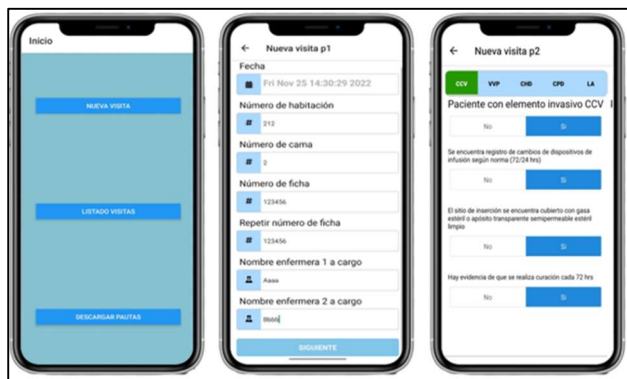 Inicio
NUEVA VISITA
LISTADO VISITAS
DESCARGAR PAUTAS
← Nueva visita p1
Fecha
Fri Nov 25 14:30:29 2022
Número de habitación
# 212
Número de cama
# 2
Número de ficha
# 123456
Repetir número de ficha
# 123456
Nombre enfermera 1 a cargo
Aaaa
Nombre enfermera 2 a cargo
SIGUIENTE
← Nueva visita p2
CCV VVP CHD CPD LA
Paciente con elemento invasivo CCV
No Si
Se encuentra registro de cambios de dispositivos de
infusión según norma (72/24 hrs)
No Si
El sitio de inserción se encuentra cubierto con gasa
estéril o apósito transparente semipermeable estéril
limpio
No Si
Hay evidencia de que se realiza curación cada 72 hrs
No Si